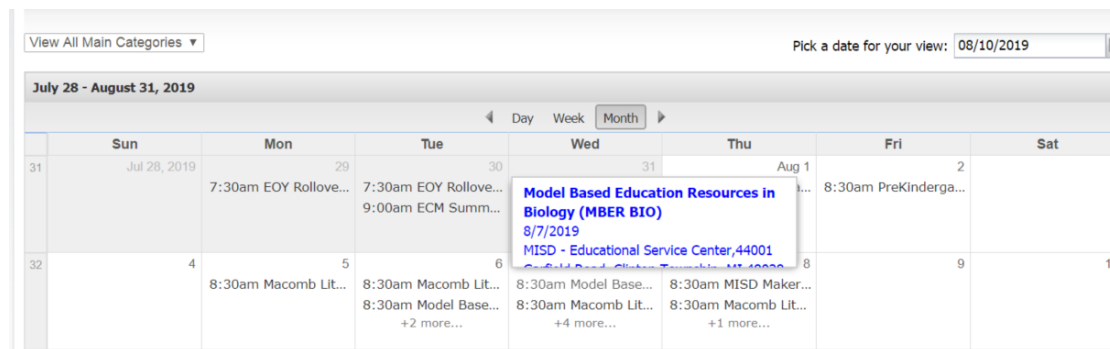 View All Main Categories ▼
Pick a date for your view: 08/10/2019
July 28 - August 31, 2019
Day Week Month
Sun Mon Tue Wed Thu Fri Sat
31 Jul 28, 2019 29 30 31 Aug 1 2
7:30am EOY Rollove... 7:30am EOY Rollove... 8:30am PreKinderga...
9:00am ECM Summ...
Model Based Education Resources in
Biology (MBER BIO)
8/7/2019
MISD - Educational Service Center,44001
32 4 5 6 8 9
8:30am Macomb Lit... 8:30am Macomb Lit... 8:30am Model Base... 8:30am MISD Maker...
8:30am Model Base... 8:30am Macomb Lit... 8:30am Macomb Lit...
+2 more... +4 more... +1 more...